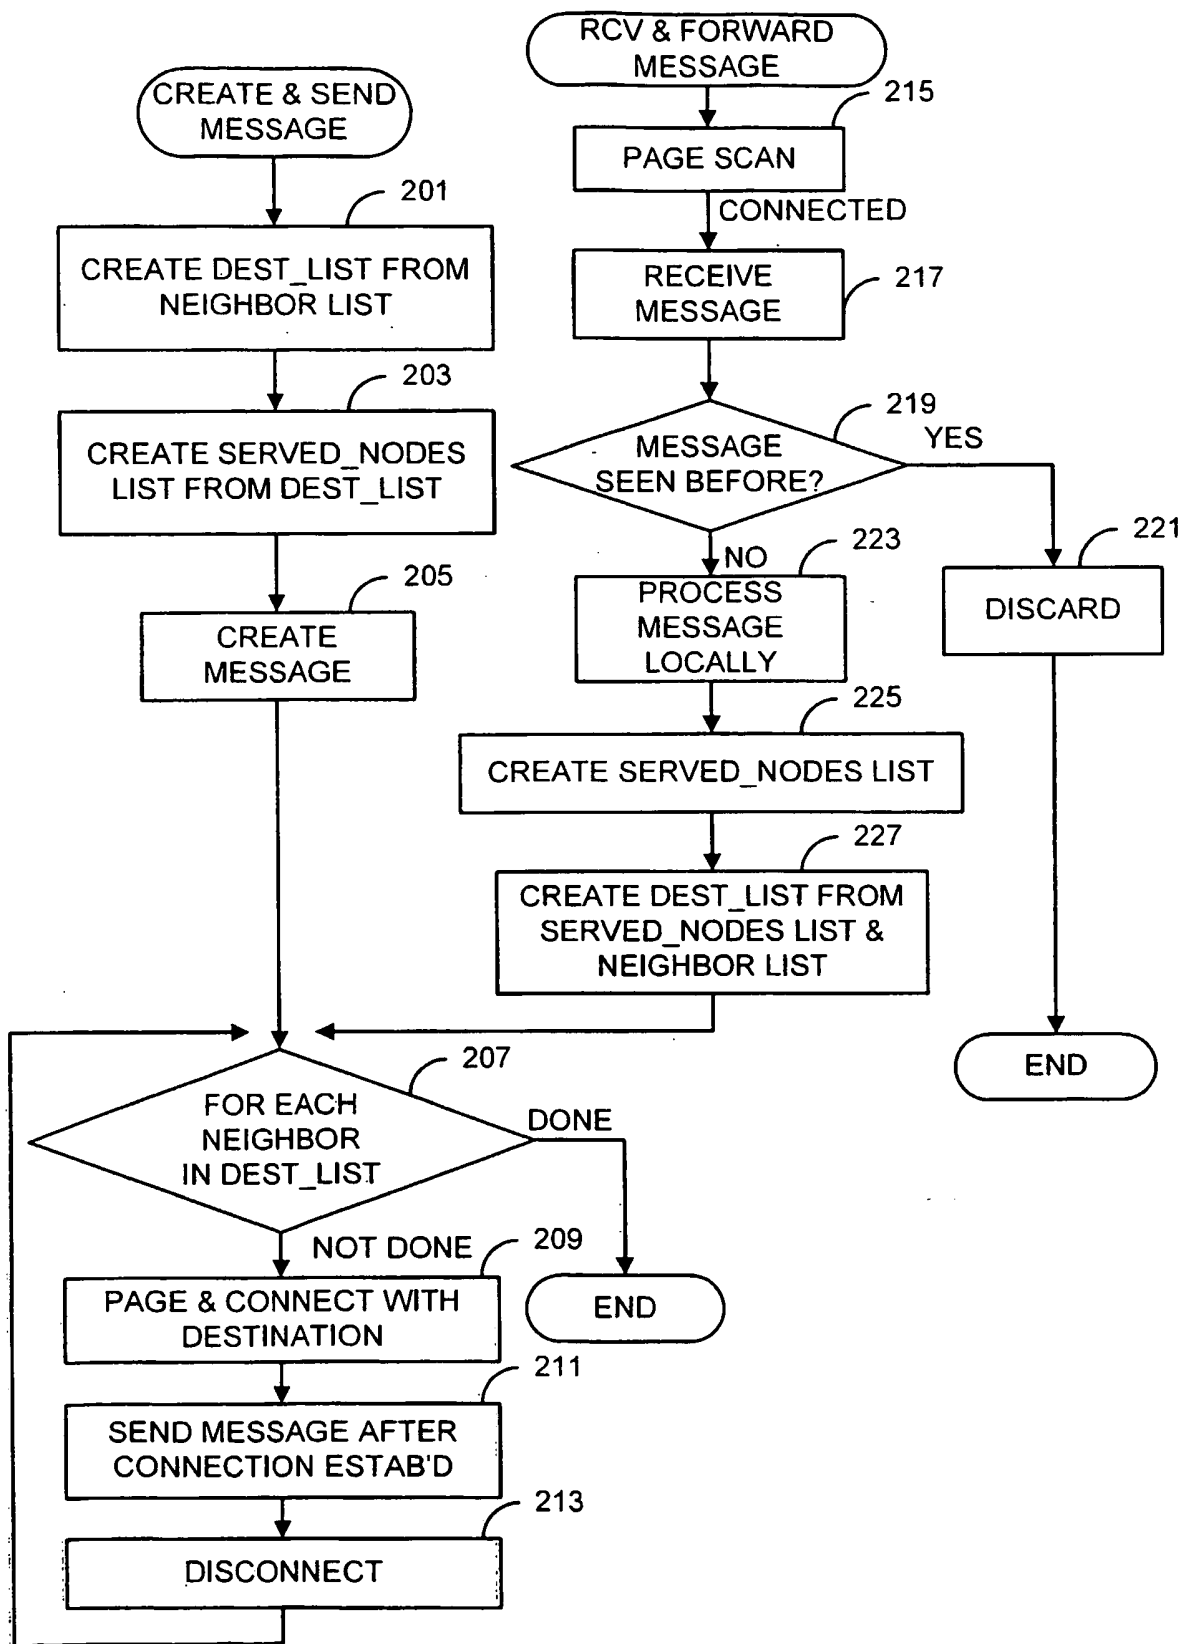 CREATE & SEND
MESSAGE
201
CREATE DEST_LIST FROM
NEIGHBOR LIST
203
CREATE SERVED_NODES
LIST FROM DEST_LIST
205
CREATE
MESSAGE
RCV & FORWARD
MESSAGE
215
PAGE SCAN
CONNECTED
RECEIVE
MESSAGE
217
219
MESSAGE
SEEN BEFORE?
YES
221
DISCARD
END
NO
223
PROCESS
MESSAGE
LOCALLY
225
CREATE SERVED_NODES LIST
227
CREATE DEST_LIST FROM
SERVED_NODES LIST &
NEIGHBOR LIST
207
FOR EACH
NEIGHBOR
IN DEST_LIST
DONE
END
NOT DONE
209
PAGE & CONNECT WITH
DESTINATION
211
SEND MESSAGE AFTER
CONNECTION ESTAB'D
213
DISCONNECT